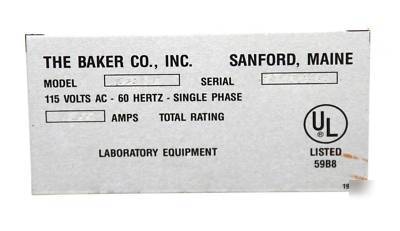 THE BAKER CO., INC. SANFORD, MAINE
MODEL SERIAL
115 VOLTS AC - 60 HERTZ - SINGLE PHASE
AMPS TOTAL RATING
UL
LABORATORY EQUIPMENT
LISTED
59B8